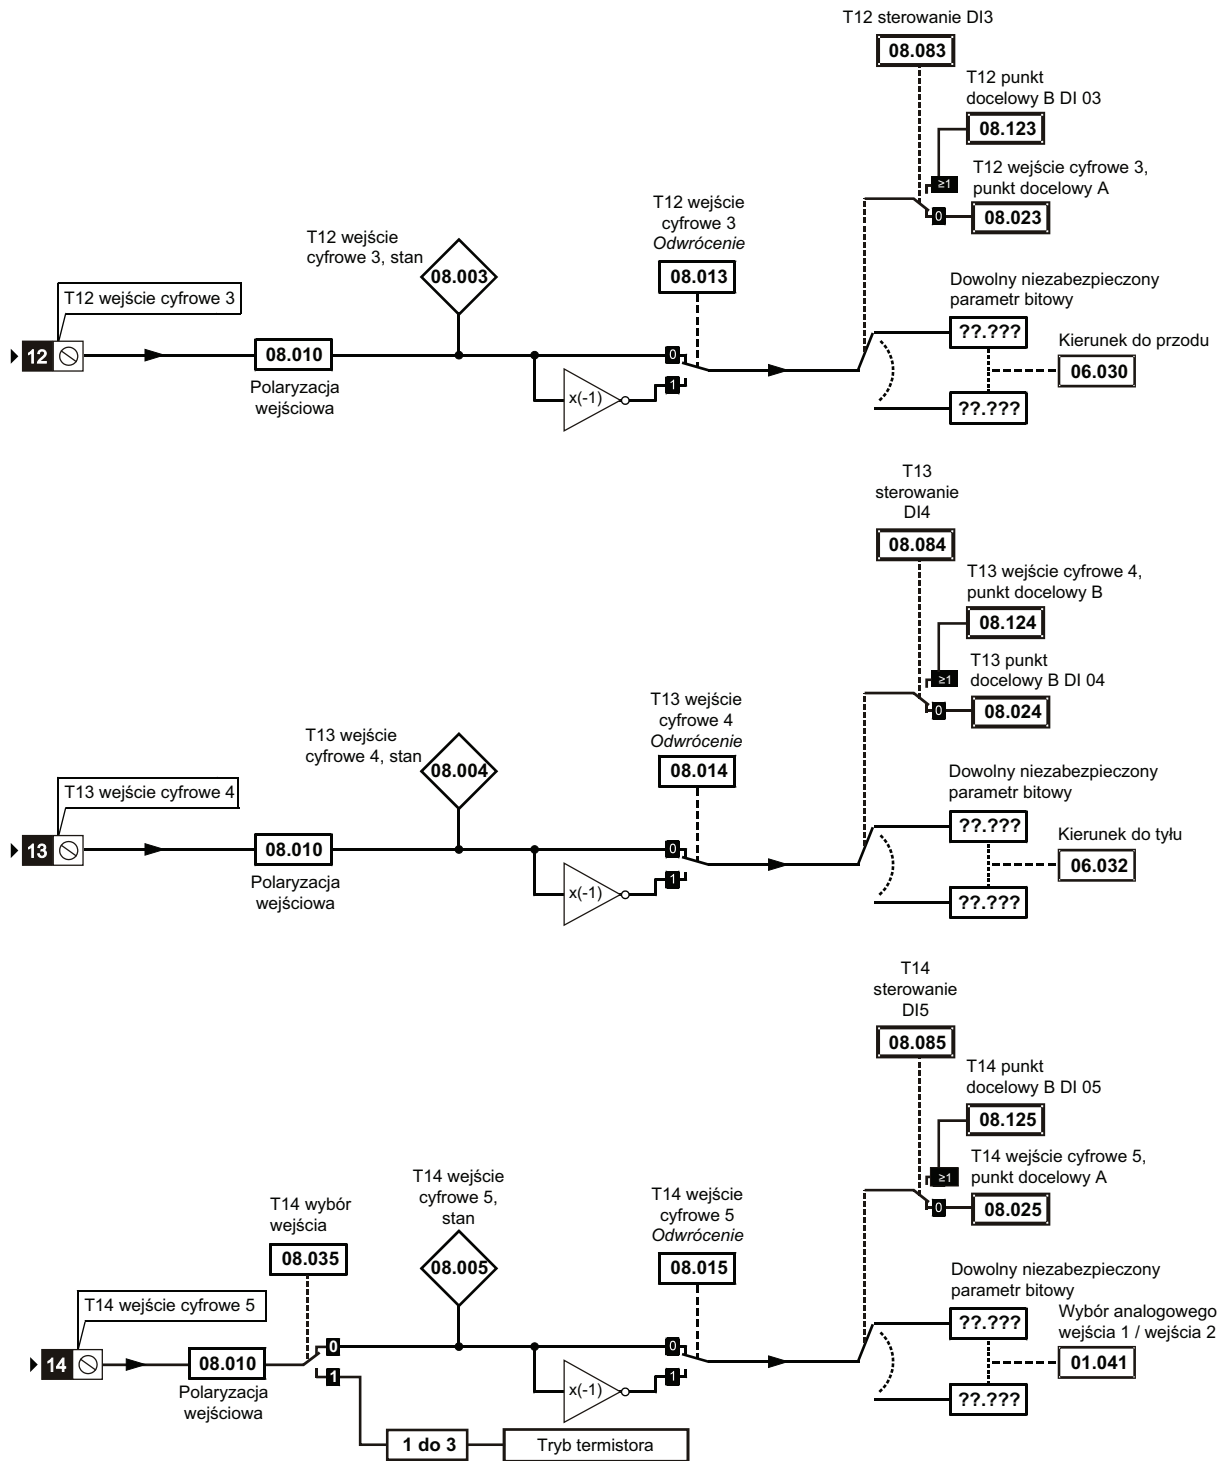 T12 sterowanie DI3
08.083
T12 punkt
docelowy B DI 03
08.123
T12 wejście cyfrowe 3,
punkt docelowy A
≥1
0
08.023
T12 wejście
cyfrowe 3
Odwrócenie
08.013
T12 wejście
cyfrowe 3, stan
08.003
T12 wejście cyfrowe 3
12
08.010
Polaryzacja
wejściowa
x(-1)
0
1
Dowolny niezabezpieczony
parametr bitowy
??.???
Kierunek do przodu
06.030
??.???
T13
sterowanie
DI4
08.084
T13 wejście cyfrowe 4,
punkt docelowy B
08.124
T13 punkt
docelowy B DI 04
≥1
0
08.024
T13 wejście
cyfrowe 4
Odwrócenie
08.014
T13 wejście
cyfrowe 4, stan
08.004
T13 wejście cyfrowe 4
13
08.010
Polaryzacja
wejściowa
x(-1)
0
1
Dowolny niezabezpieczony
parametr bitowy
??.???
Kierunek do tyłu
06.032
??.???
T14
sterowanie
DI5
08.085
T14 punkt
docelowy B DI 05
08.125
T14 wejście cyfrowe 5,
punkt docelowy A
≥1
0
08.025
T14 wejście
cyfrowe 5
Odwrócenie
08.015
T14 wejście
cyfrowe 5,
stan
08.005
T14 wybór
wejścia
08.035
T14 wejście cyfrowe 5
14
08.010
Polaryzacja
wejściowa
0
1
x(-1)
0
1
1 do 3
Tryb termistora
Dowolny niezabezpieczony
parametr bitowy
??.???
Wybór analogowego
wejścia 1 / wejścia 2
01.041
??.???